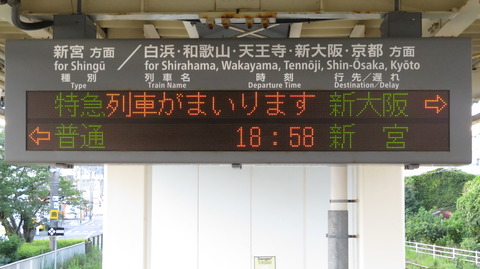 新宮 方面 for Shingū
白浜・和歌山・天王寺・新大阪・京都 方面 for Shirahama, Wakayama, Tennōji, Shin-Ōsaka, Kyōto
種別 Type
列車名 Train Name
時刻 Departure Time
行先/遅れ Destination/Delay
特急 列車がまいります 新大阪 ⇨
⇦ 普通 18:58 新宮